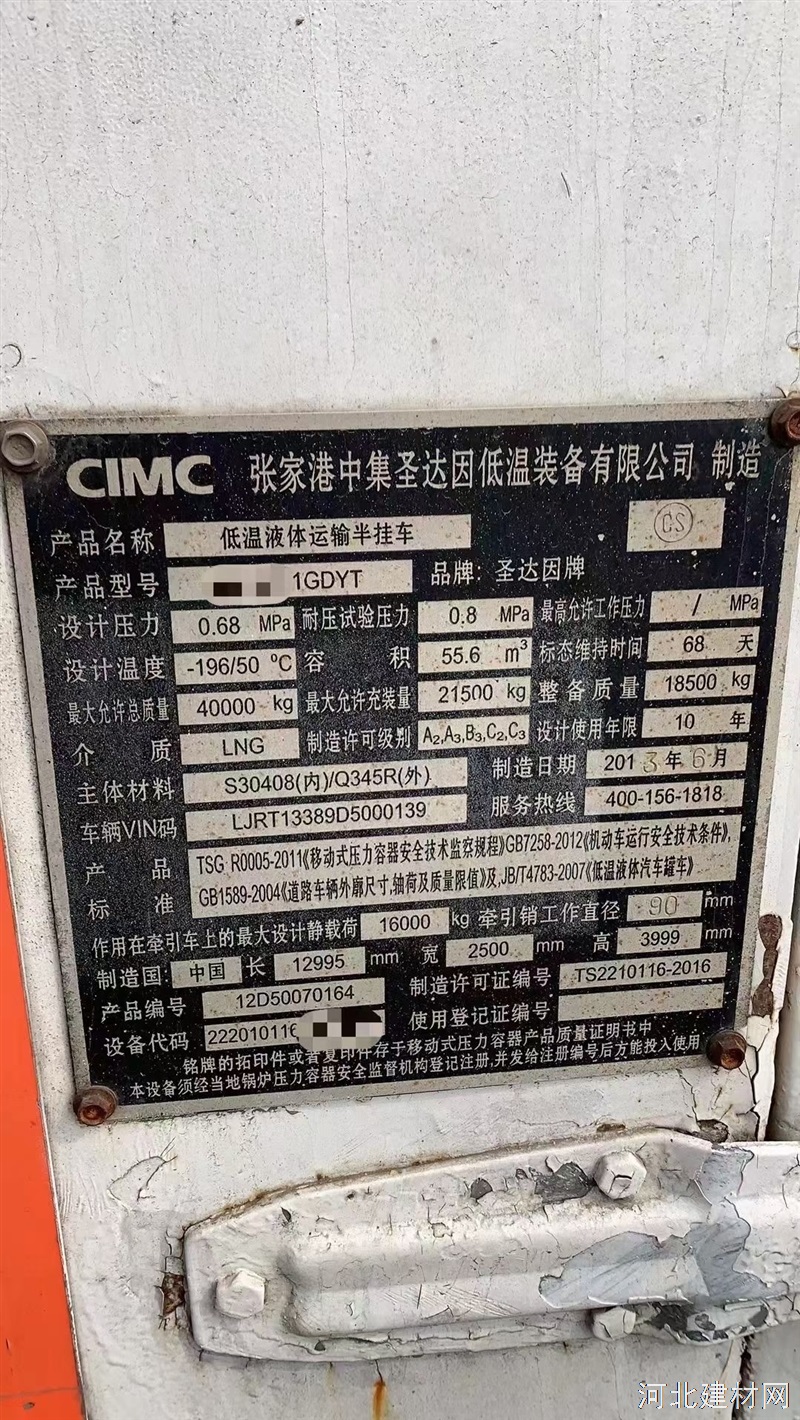 CIMC 张家港中集圣达因低温装备有限公司 制造
CS
产品名称 低温液体运输半挂车
产品型号 1GDYT 品牌: 圣达因牌
设计压力 0.68 MPa 耐压试验压力 0.8 MPa 最高允许工作压力 / MPa
设计温度 -196/50 ℃ 容积 55.6 m³ 标态维持时间 68 天
最大允许总质量 40000 kg 最大允许充装量 21500 kg 整备质量 18500 kg
介质 LNG 制造许可级别 A2,A3,B3,C2,C3 设计使用年限 10 年
主体材料 S30408(内)/Q345R(外) 制造日期 2013年6月
车辆VIN码 LJRT13389D5000139 服务热线 400-156-1818
产品标准 TSG R0005-2011《移动式压力容器安全技术监察规程》GB7258-2012《机动车运行安全技术条件》,
GB1589-2004《道路车辆外廓尺寸,轴荷及质量限值》及,JB/T4783-2007《低温液体汽车罐车》
作用在牵引车上的最大设计静载荷 16000 kg 牵引销工作直径 90 mm
制造国: 中国 长 12995 mm 宽 2500 mm 高 3999 mm
产品编号 12D50070164 制造许可证编号 TS2210116-2016
设备代码 222010116 使用登记证编号
铭牌的拓印件或者复印件存于移动式压力容器产品质量证明书中
本设备须经当地锅炉压力容器安全监督机构登记注册,并发给注册编号后方能投入使用
河北建材网